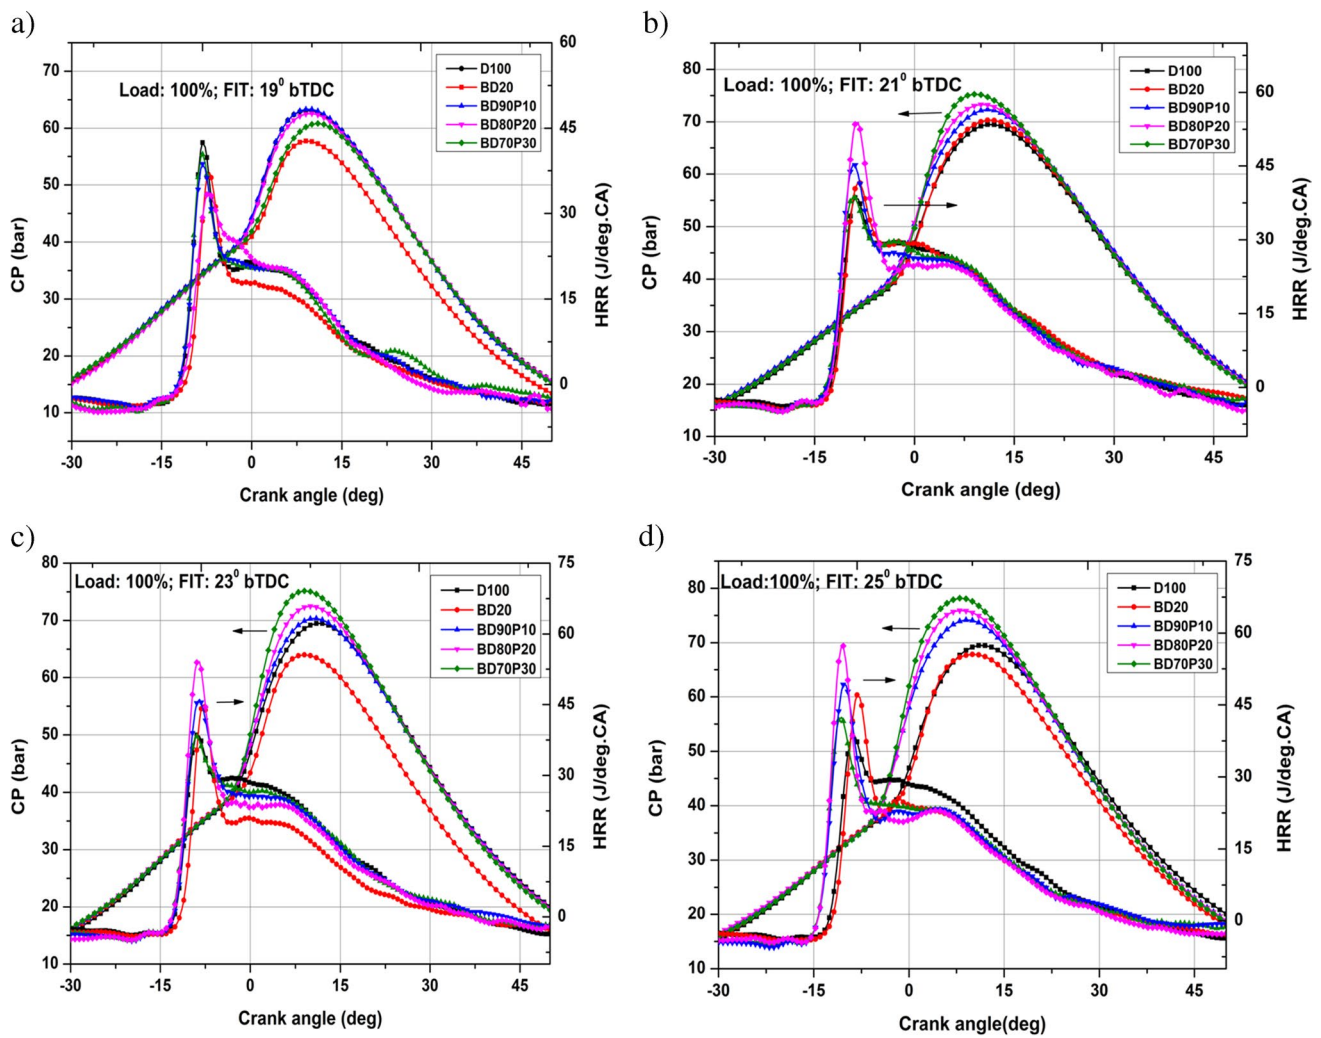 a)
Load: 100%; FIT: 19⁰ bTDC
D100
BD20
BD90P10
BD80P20
BD70P30
70
60
50
40
30
20
10
CP (bar)
60
45
30
15
0
HRR (J/deg.CA)
-30 -15 0 15 30 45
Crank angle (deg)
b)
Load: 100%; FIT: 21⁰ bTDC
D100
BD20
BD90P10
BD80P20
BD70P30
80
70
60
50
40
30
20
10
CP (bar)
60
45
30
15
0
HRR (J/deg.CA)
-30 -15 0 15 30 45
Crank angle (deg)
c)
Load: 100%; FIT: 23⁰ bTDC
D100
BD20
BD90P10
BD80P20
BD70P30
80
70
60
50
40
30
20
10
CP (bar)
75
60
45
30
15
0
HRR (J/deg.CA)
-30 -15 0 15 30 45
Crank angle (deg)
d)
Load:100%; FIT: 25⁰ bTDC
D100
BD20
BD90P10
BD80P20
BD70P30
80
70
60
50
40
30
20
10
CP (bar)
75
60
45
30
15
0
HRR (J/deg.CA)
-30 -15 0 15 30 45
Crank angle(deg)